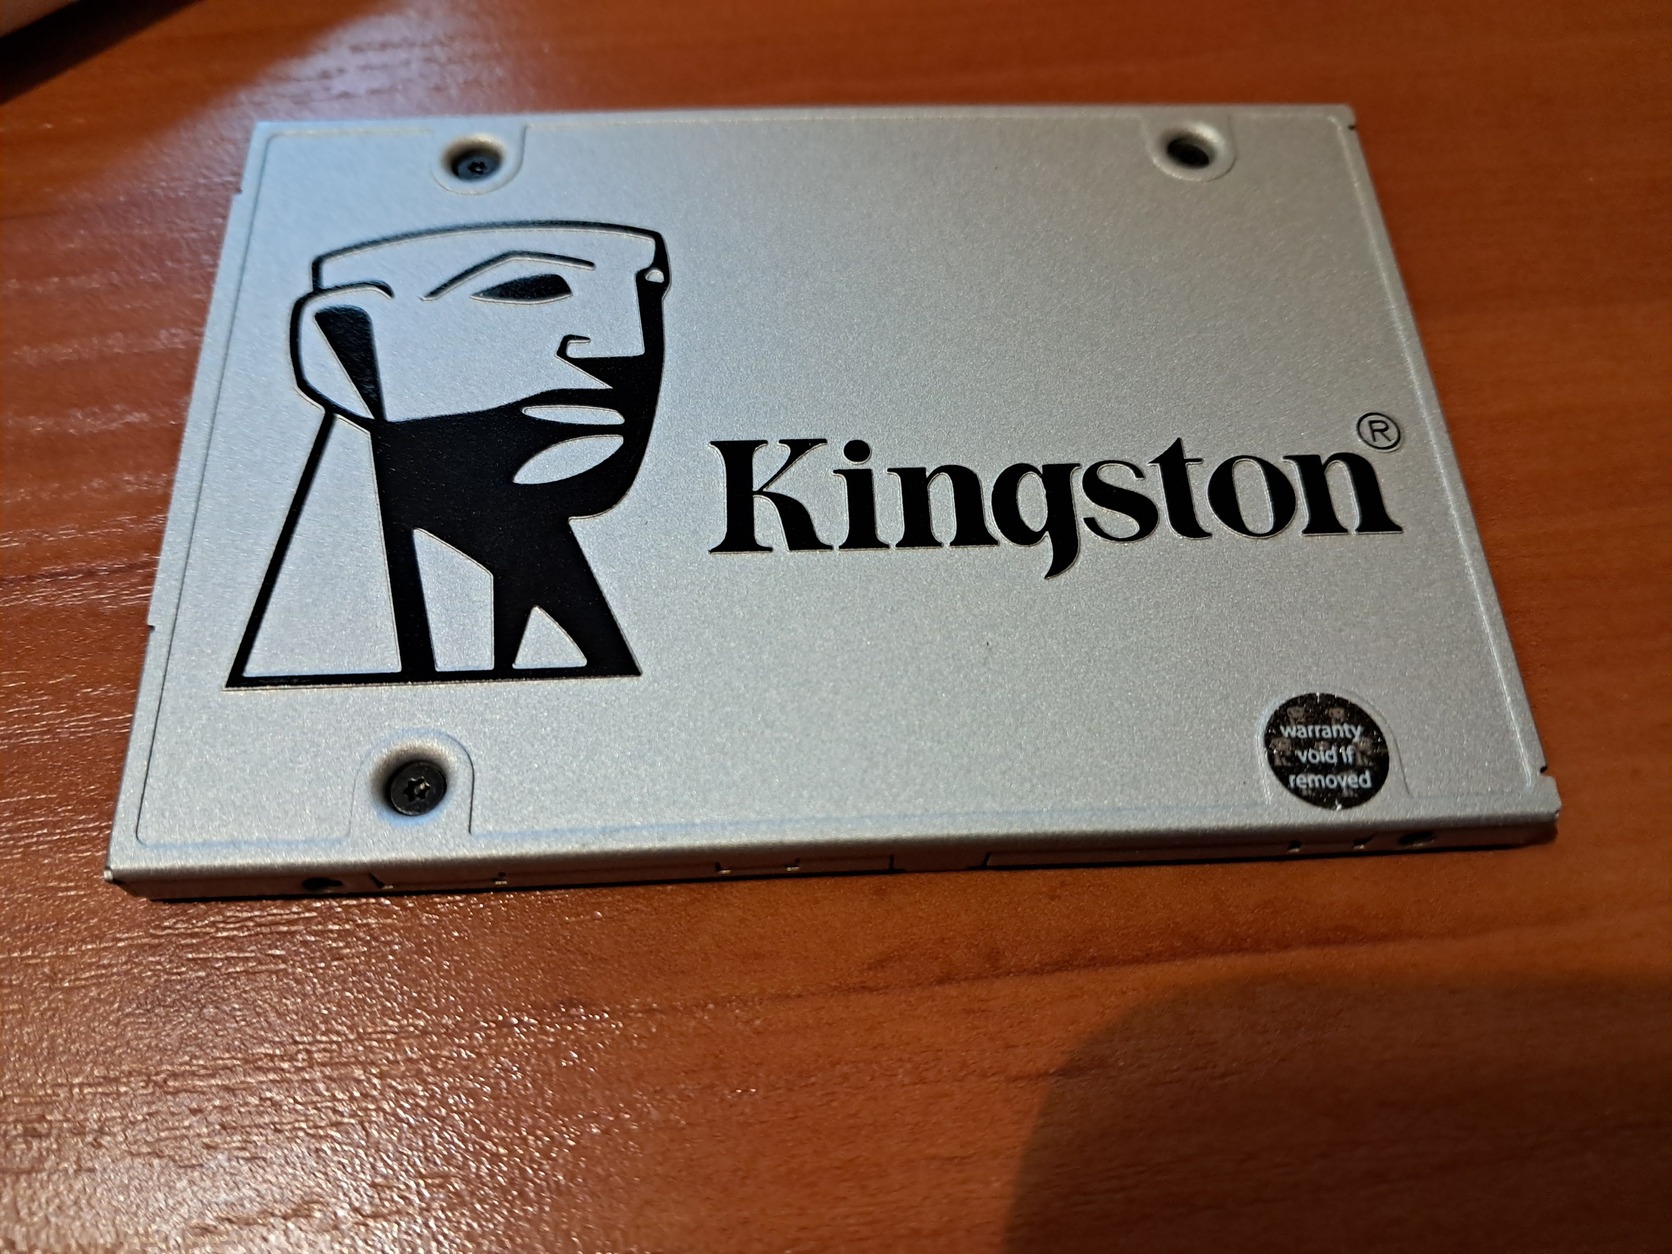 Kingston®
warranty
void if
removed